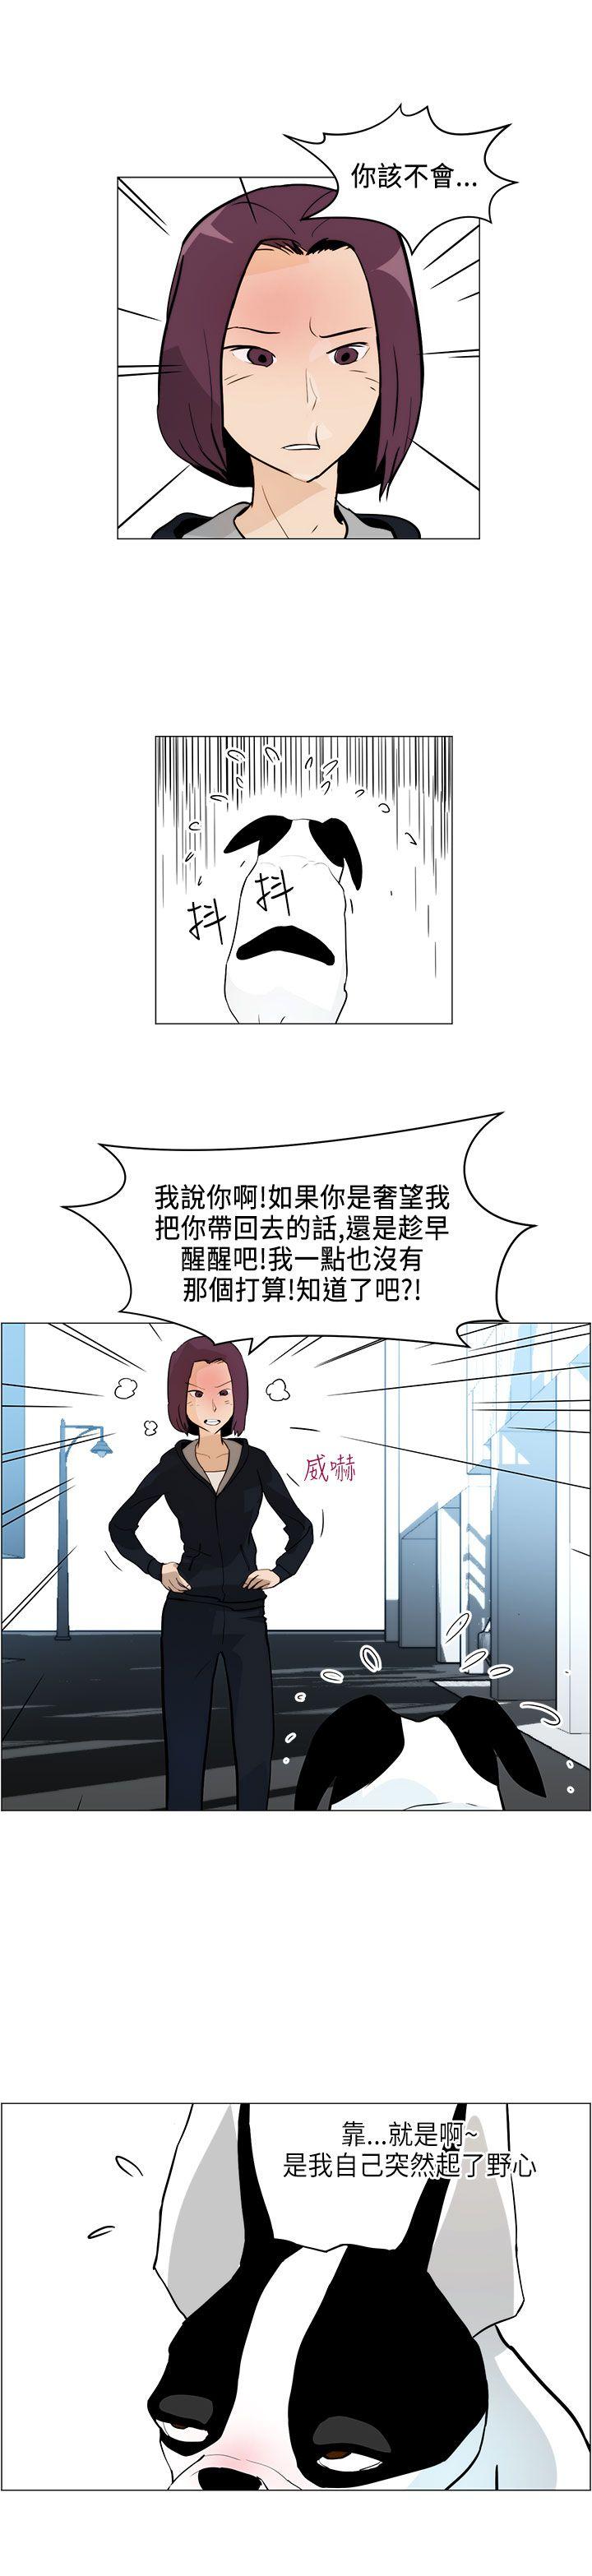 你該不會...
抖
抖
我說你啊!如果你是奢望我
把你帶回去的話,還是趁早
醒醒吧!我一點也沒有
那個打算!知道了吧?!
威嚇
靠...就是啊~
是我自己突然起了野心